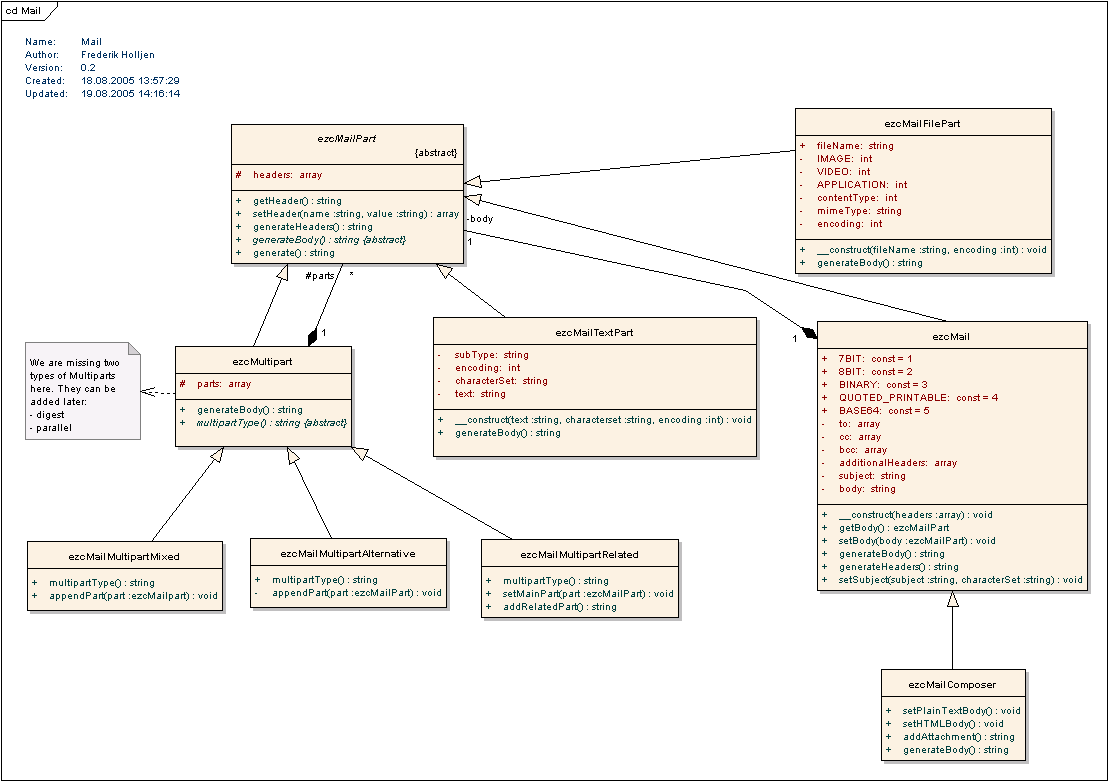 cd Mail
Name: Mail
Author: Frederik Holljen
Version: 0.2
Created: 18.08.2005 13:57:29
Updated: 19.08.2005 14:16:14
ezcMailPart
{abstract}
# headers: array
+ getHeader() : string
+ setHeader(name :string, value :string) : array
+ generateHeaders() : string
+ generateBody() : string {abstract}
+ generate() : string
ezcMailFilePart
+ fileName: string
- IMAGE: int
- VIDEO: int
- APPLICATION: int
- contentType: int
- mimeType: string
- encoding: int
+ __construct(fileName :string, encoding :int) : void
+ generateBody() : string
-body
1
#parts
*
1
1
We are missing two
types of Multiparts
here. They can be
added later:
- digest
- parallel
ezcMultipart
# parts: array
+ generateBody() : string
+ multipartType() : string {abstract}
ezcMailTextPart
- subType: string
- encoding: int
- characterSet: string
- text: string
+ __construct(text :string, characterset :string, encoding :int) : void
+ generateBody() : string
ezcMail
+ 7BIT: const = 1
+ 8BIT: const = 2
+ BINARY: const = 3
+ QUOTED_PRINTABLE: const = 4
+ BASE64: const = 5
- to: array
- cc: array
- bcc: array
- additionalHeaders: array
- subject: string
- body: string
+ __construct(headers :array) : void
+ getBody() : ezcMailPart
+ setBody(body :ezcMailPart) : void
+ generateBody() : string
+ generateHeaders() : string
+ setSubject(subject :string, characterSet :string) : void
ezcMailMultipartMixed
+ multipartType() : string
+ appendPart(part :ezcMailpart) : void
ezcMailMultipartAlternative
+ multipartType() : string
- appendPart(part :ezcMailPart) : void
ezcMailMultipartRelated
+ multipartType() : string
+ setMainPart(part :ezcMailPart) : void
+ addRelatedPart() : string
ezcMailComposer
+ setPlainTextBody() : void
+ setHTMLBody() : void
+ addAttachment() : string
+ generateBody() : string